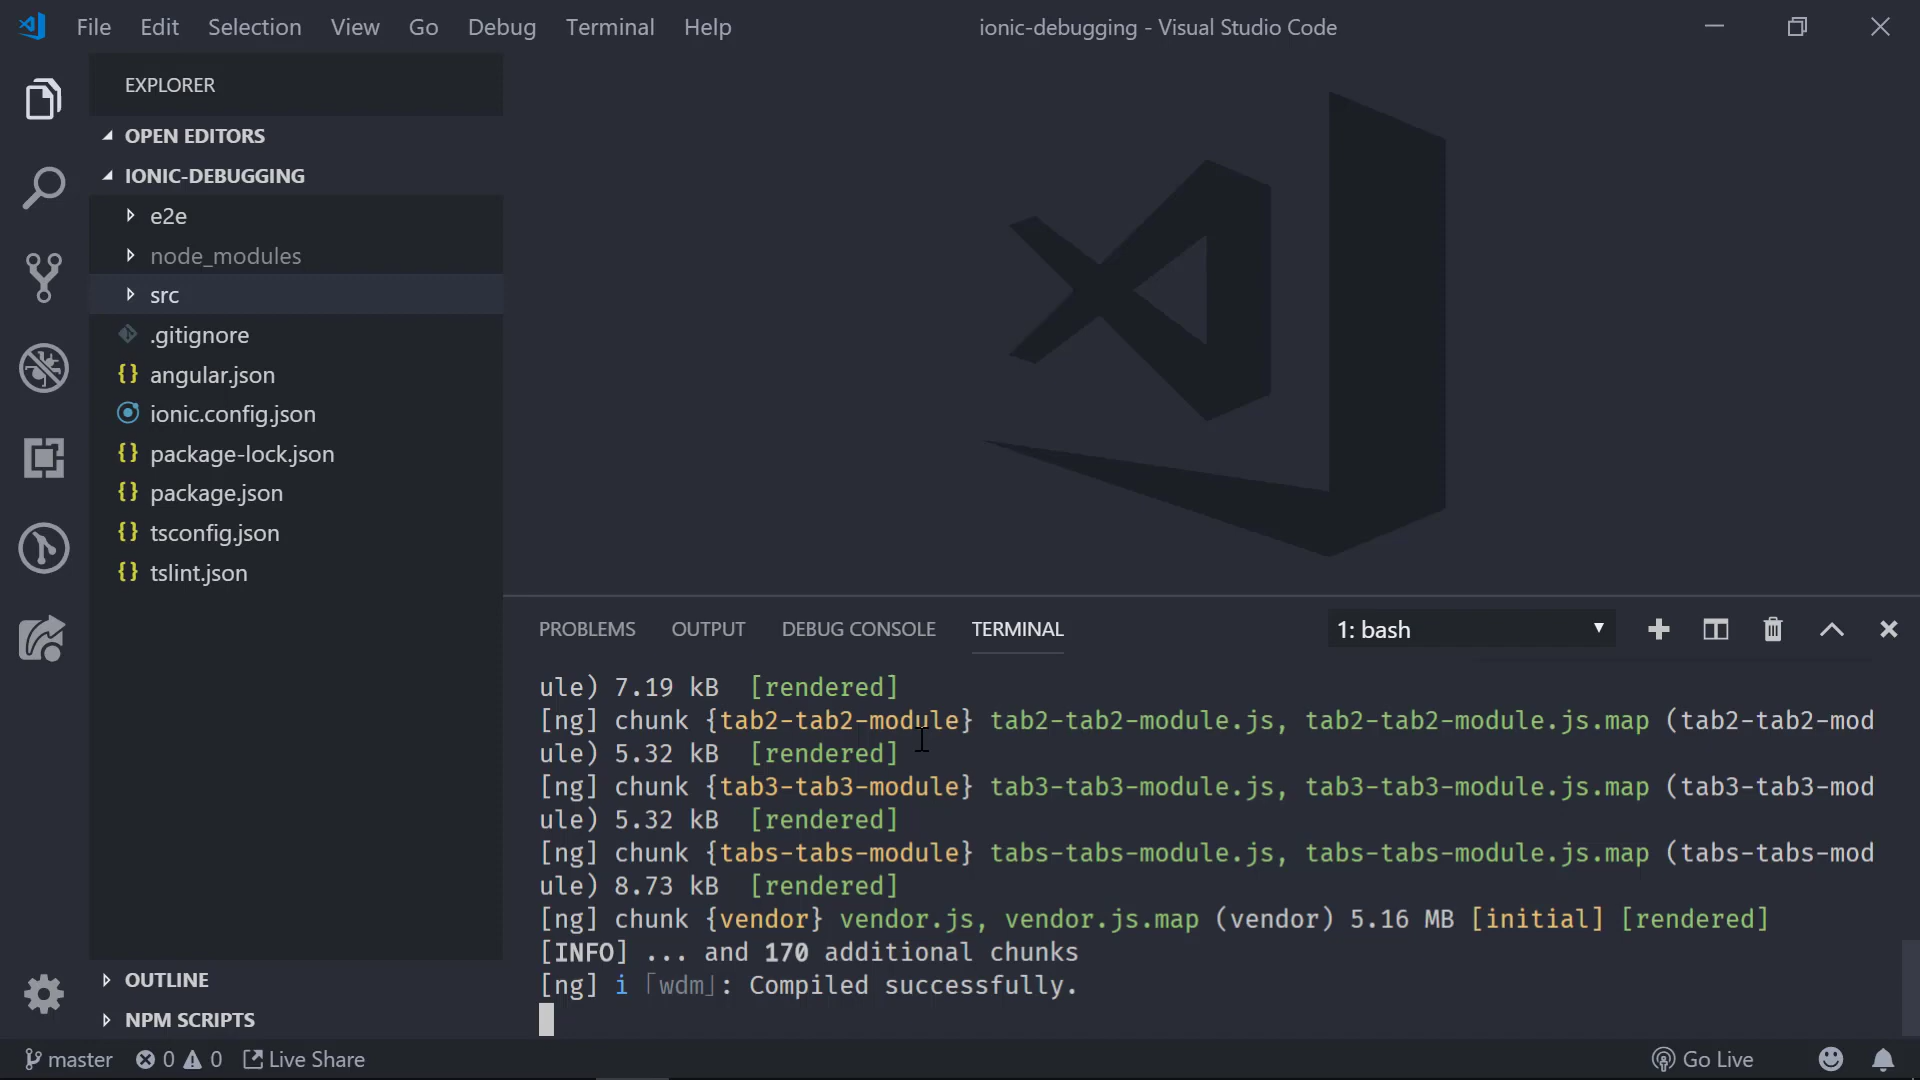 File Edit Selection View Go Debug Terminal Help
ionic-debugging - Visual Studio Code
EXPLORER
OPEN EDITORS
IONIC-DEBUGGING
e2e
node_modules
src
.gitignore
{} angular.json
ionic.config.json
{} package-lock.json
{} package.json
{} tsconfig.json
{} tslint.json
OUTLINE
NPM SCRIPTS
PROBLEMS OUTPUT DEBUG CONSOLE TERMINAL
1: bash
ule) 7.19 kB  [rendered]
[ng] chunk {tab2-tab2-module} tab2-tab2-module.js, tab2-tab2-module.js.map (tab2-tab2-mod
ule) 5.32 kB  [rendered]
[ng] chunk {tab3-tab3-module} tab3-tab3-module.js, tab3-tab3-module.js.map (tab3-tab3-mod
ule) 5.32 kB  [rendered]
[ng] chunk {tabs-tabs-module} tabs-tabs-module.js, tabs-tabs-module.js.map (tabs-tabs-mod
ule) 8.73 kB  [rendered]
[ng] chunk {vendor} vendor.js, vendor.js.map (vendor) 5.16 MB [initial] [rendered]
[INFO] ... and 170 additional chunks
[ng] i ｢wdm｣: Compiled successfully.
master 0 0 Live Share
Go Live